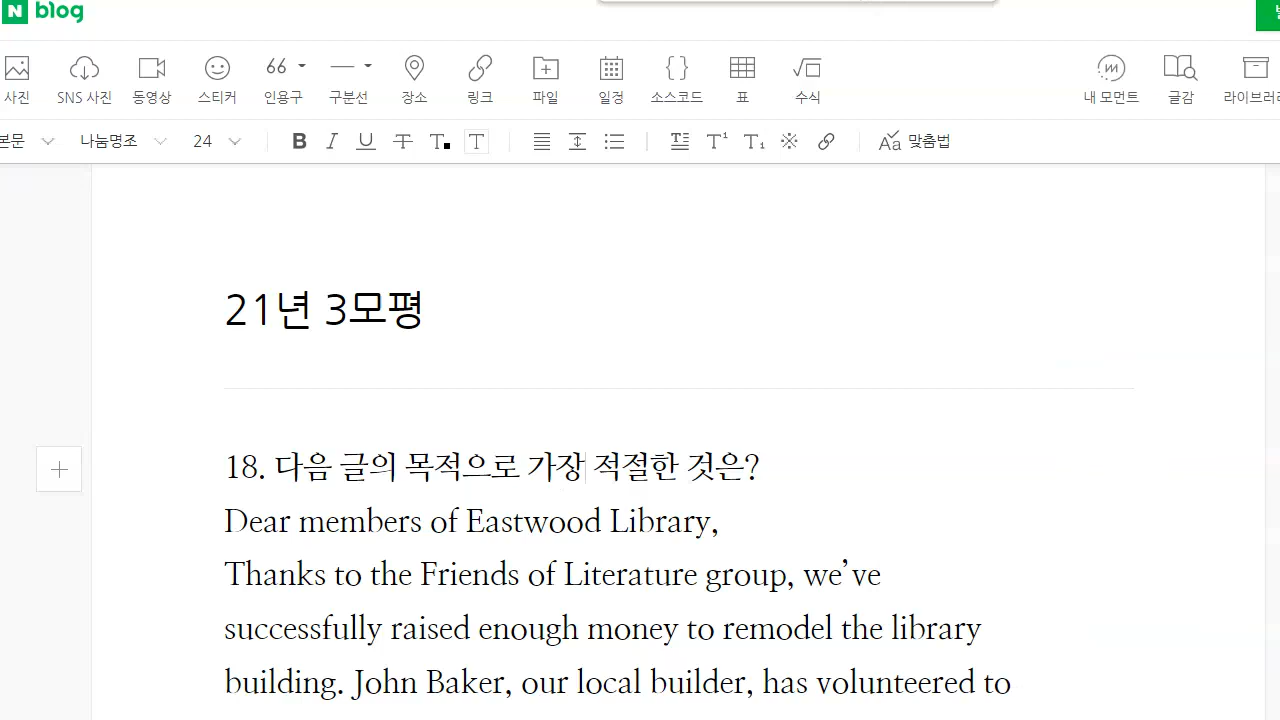 N blog
사진 SNS 사진 동영상 스티커 인용구 구분선 장소 링크 파일 일정 소스코드 표 수식 내 모먼트 글감
본문 나눔명조 24 B I U T T T T¹ T₁ ※ Aa 맞춤법
21년 3모평
18. 다음 글의 목적으로 가장 적절한 것은?
Dear members of Eastwood Library,
Thanks to the Friends of Literature group, we’ve
successfully raised enough money to remodel the library
building. John Baker, our local builder, has volunteered to